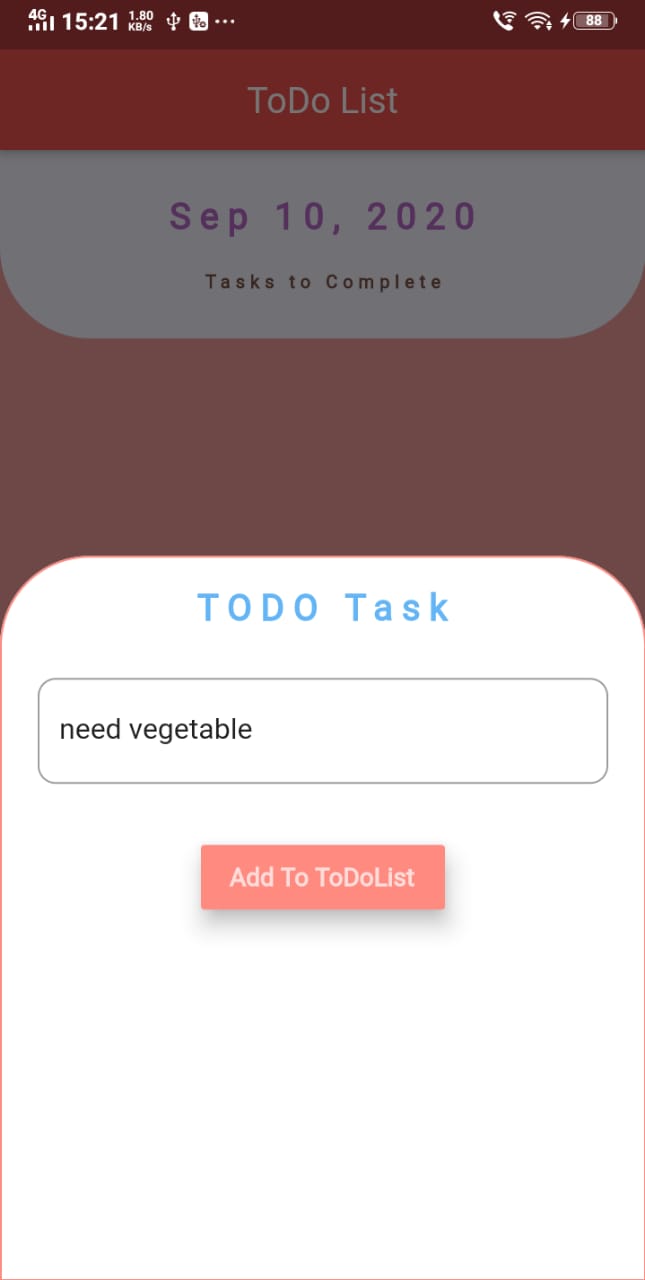 4G 15:21 1.80 KB/s 88
ToDo List
Sep 10, 2020
Tasks to Complete
TODO Task
need vegetable
Add To ToDoList